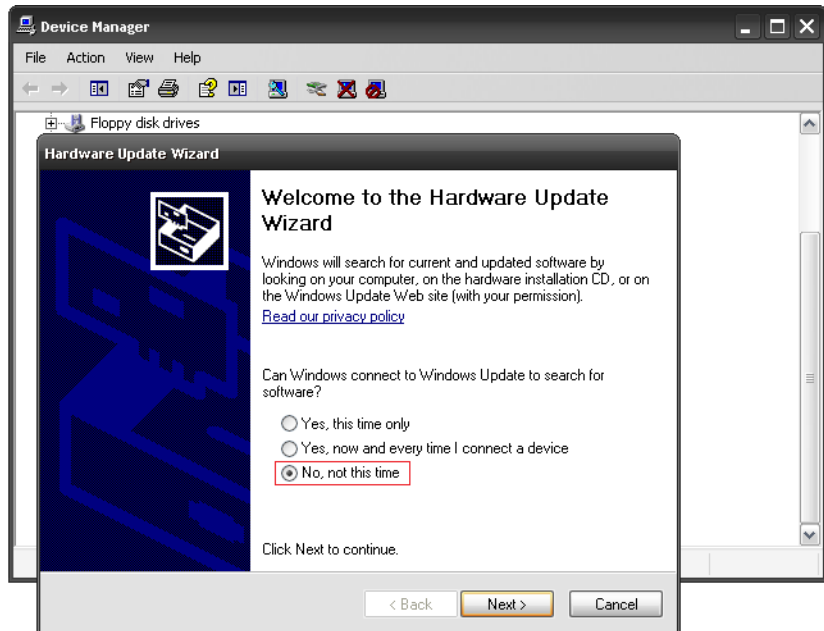 Device Manager
File Action View Help
Floppy disk drives
Hardware Update Wizard
Welcome to the Hardware Update
Wizard
Windows will search for current and updated software by
looking on your computer, on the hardware installation CD, or on
the Windows Update Web site (with your permission).
Read our privacy policy
Can Windows connect to Windows Update to search for
software?
Yes, this time only
Yes, now and every time I connect a device
No, not this time
Click Next to continue.
< Back Next > Cancel